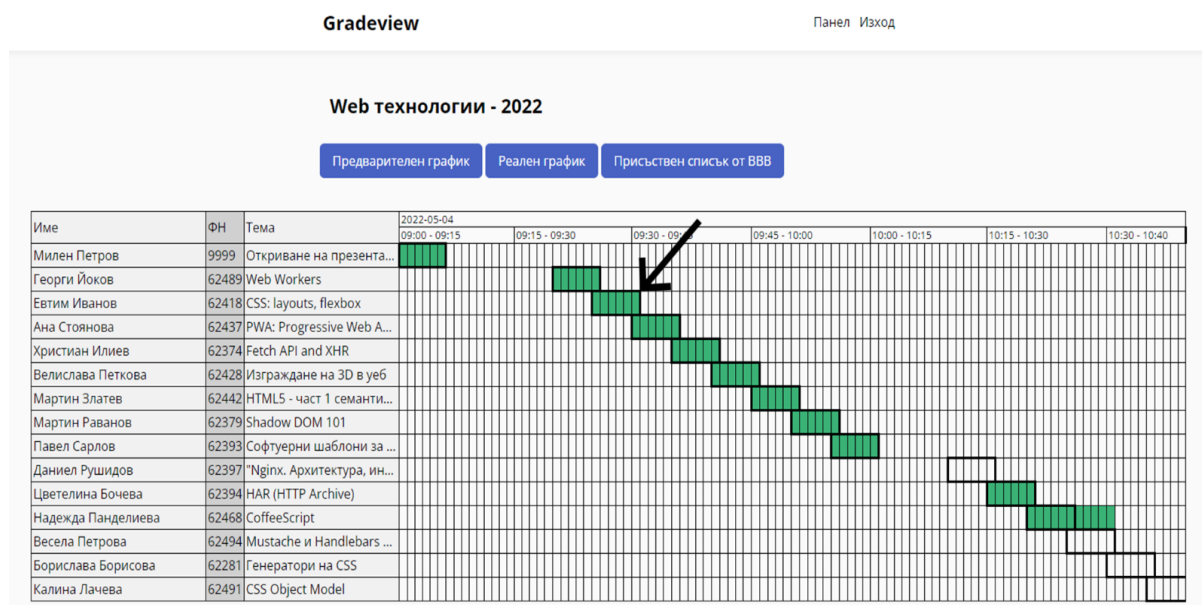 Gradeview
Панел Изход
Web технологии - 2022
Предварителен график Реален график Присъствен списък от BBB
Име ФН Тема 2022-05-04
09:00 - 09:15 09:15 - 09:30 09:30 - 09:45 09:45 - 10:00 10:00 - 10:15 10:15 - 10:30 10:30 - 10:40
Милен Петров 9999 Откриване на презента...
Георги Йоков 62489 Web Workers
Евтим Иванов 62418 CSS: layouts, flexbox
Ана Стоянова 62437 PWA: Progressive Web A...
Християн Илиев 62374 Fetch API and XHR
Велислава Петкова 62428 Изграждане на 3D в уеб
Мартин Златев 62442 HTML5 - част 1 семанти...
Мартин Раванов 62379 Shadow DOM 101
Павел Сарлов 62393 Софтуерни шаблони за ...
Даниел Рушидов 62397 "Nginx. Архитектура, ин...
Цветелина Бочева 62394 HAR (HTTP Archive)
Надежда Панделиева 62468 CoffeeScript
Весела Петрова 62494 Mustache и Handlebars ...
Борислава Борисова 62281 Генератори на CSS
Калина Лачева 62491 CSS Object Model